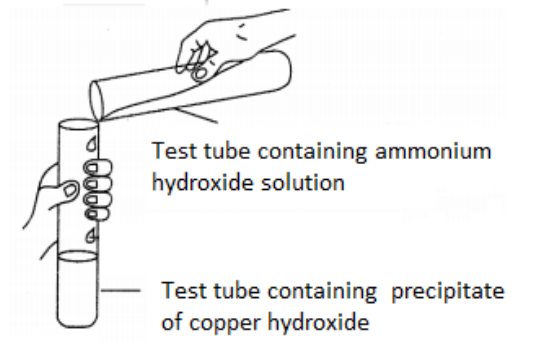 Test tube containing ammonium
hydroxide solution
Test tube containing precipitate
of copper hydroxide